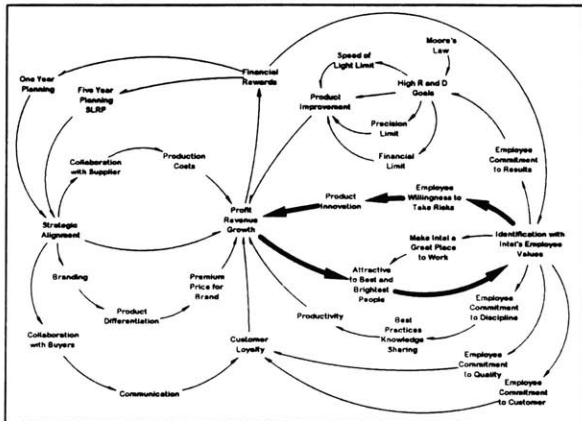 Moore's
Law
Speed of
Light Limit
Financial
Rewards
One Year
Planning
Five Year
Planning
SLRP
High R and D
Goals
Product
Improvement
Precision
Limit
Financial
Limit
Employee
Commitment
to Results
Production
Costs
Collaboration
with Supplier
Employee
Willingness to
Take Risks
Product
Innovation
Profit
Revenue
Growth
Strategic
Alignment
Make Intel a
Great Place
to Work
Identification with
Intel's Employee
Values
Attractive
to Best and
Brightest
People
Branding
Premium
Price for
Brand
Product
Differentiation
Productivity
Best
Practices
Knowledge
Sharing
Employee
Commitment
to Discipline
Collaboration
with Buyers
Customer
Loyalty
Employee
Commitment
to Quality
Employee
Commitment
to Customer
Communication